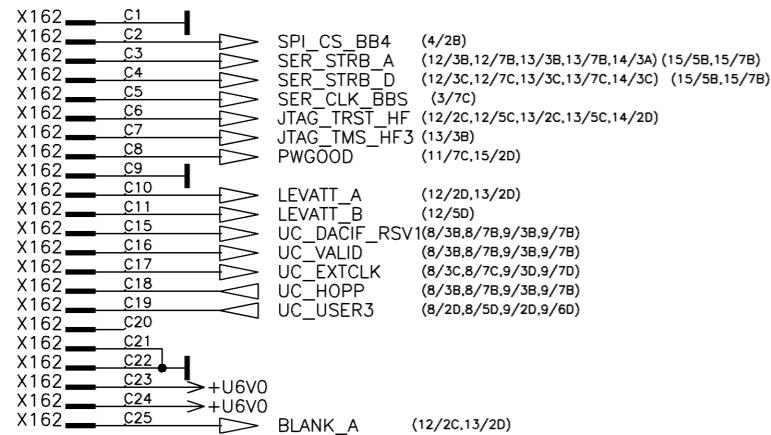 X162 C1
X162 C2 SPI_CS_BB4 (4/2B)
X162 C3 SER_STRB_A (12/3B,12/7B,13/3B,13/7B,14/3A) (15/5B,15/7B)
X162 C4 SER_STRB_D (12/3C,12/7C,13/3C,13/7C,14/3C) (15/5B,15/7B)
X162 C5 SER_CLK_BBS (3/7C)
X162 C6 JTAG_TRST_HF (12/2C,12/5C,13/2C,13/5C,14/2D)
X162 C7 JTAG_TMS_HF3 (13/3B)
X162 C8 PWGOOD (11/7C,15/2D)
X162 C9
X162 C10 LEVATT_A (12/2D,13/2D)
X162 C11 LEVATT_B (12/5D)
X162 C15 UC_DACIF_RSV1(8/3B,8/7B,9/3B,9/7B)
X162 C16 UC_VALID (8/3B,8/7B,9/3B,9/7B)
X162 C17 UC_EXTCLK (8/3C,8/7C,9/3D,9/7D)
X162 C18 UC_HOPP (8/3B,8/7B,9/3B,9/7B)
X162 C19 UC_USER3 (8/2D,8/5D,9/2D,9/6D)
X162 C20
X162 C21
X162 C22
X162 C23 +U6V0
X162 C24 +U6V0
X162 C25 BLANK_A (12/2C,13/2D)